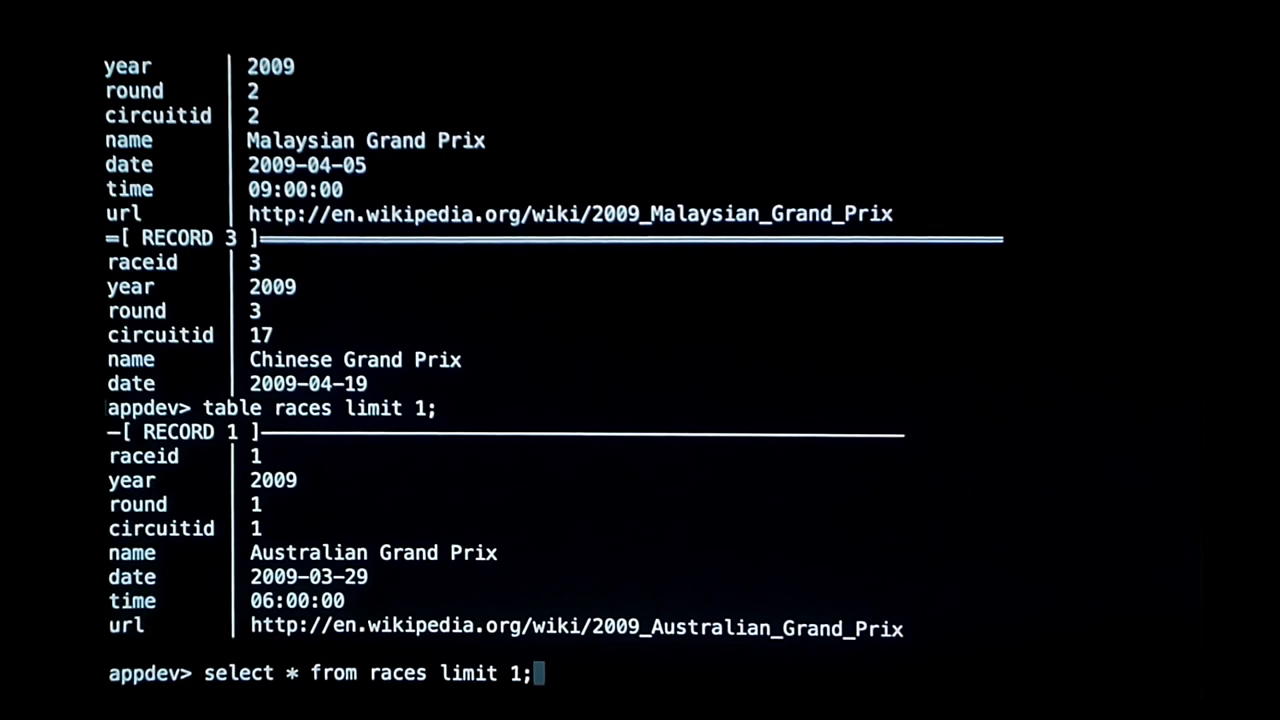 year | 2009
round | 2
circuitid | 2
name | Malaysian Grand Prix
date | 2009-04-05
time | 09:00:00
url | http://en.wikipedia.org/wiki/2009_Malaysian_Grand_Prix
=[ RECORD 3 ]
raceid | 3
year | 2009
round | 3
circuitid | 17
name | Chinese Grand Prix
date | 2009-04-19
appdev> table races limit 1;
—[ RECORD 1 ]
raceid | 1
year | 2009
round | 1
circuitid | 1
name | Australian Grand Prix
date | 2009-03-29
time | 06:00:00
url | http://en.wikipedia.org/wiki/2009_Australian_Grand_Prix
appdev> select * from races limit 1;